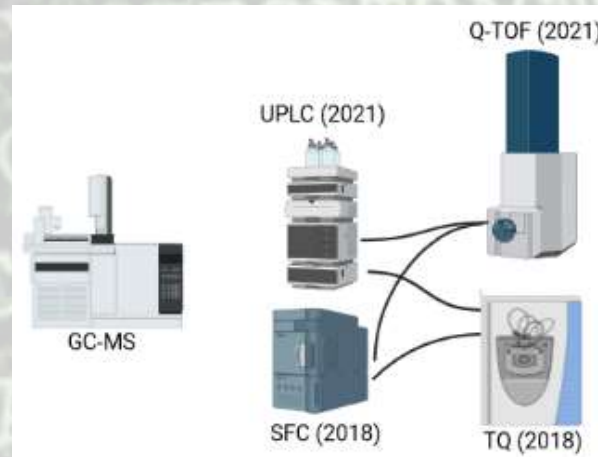 Q-TOF (2021)
UPLC (2021)
GC-MS
SFC (2018)
TQ (2018)